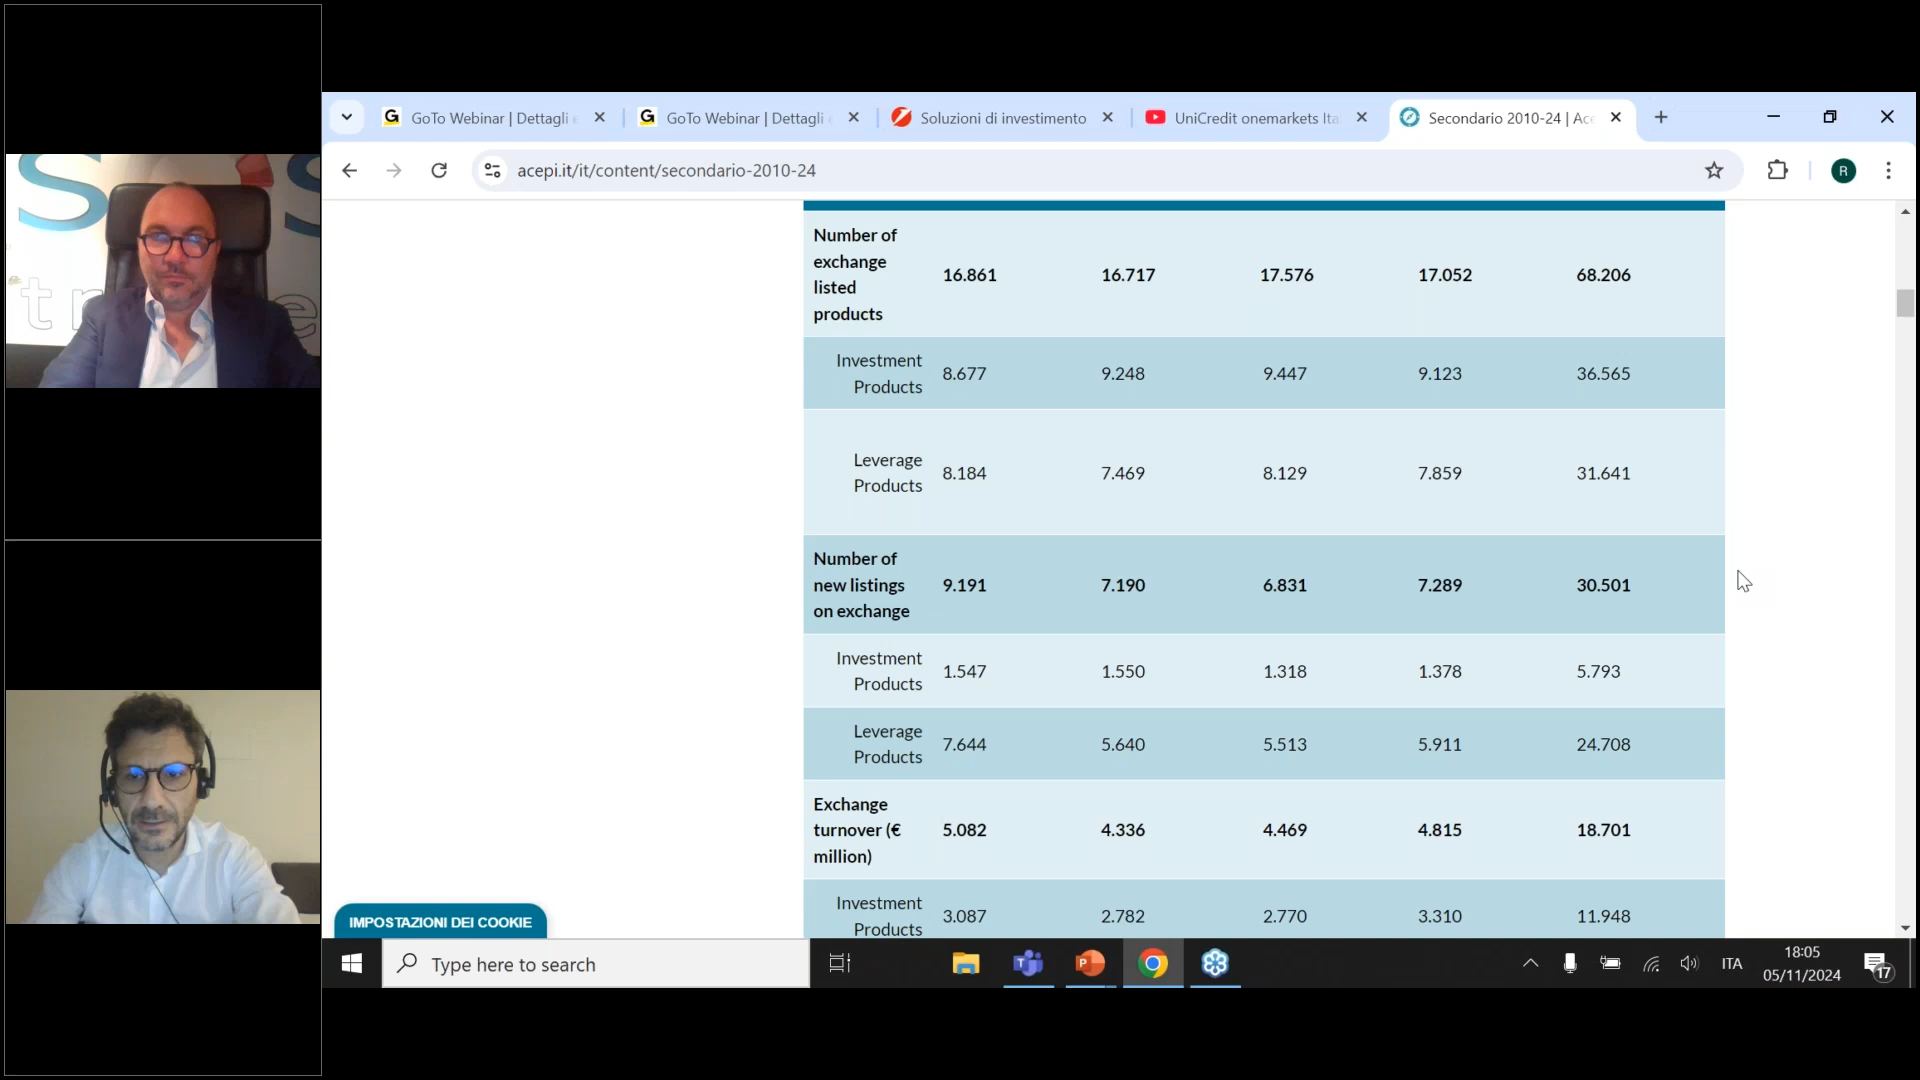 GoTo Webinar | Dettagli
GoTo Webinar | Dettagli
Soluzioni di investimento
UniCredit onemarkets Ita
Secondario 2010-24 | Ace
acepi.it/it/content/secondario-2010-24
R
Number of
exchange
listed
products
16.861 16.717 17.576 17.052 68.206
Investment
Products
8.677 9.248 9.447 9.123 36.565
Leverage
Products
8.184 7.469 8.129 7.859 31.641
Number of
new listings
on exchange
9.191 7.190 6.831 7.289 30.501
Investment
Products
1.547 1.550 1.318 1.378 5.793
Leverage
Products
7.644 5.640 5.513 5.911 24.708
Exchange
turnover (€
million)
5.082 4.336 4.469 4.815 18.701
Investment
Products
3.087 2.782 2.770 3.310 11.948
IMPOSTAZIONI DEI COOKIE
Type here to search
ITA
18:05
05/11/2024
17